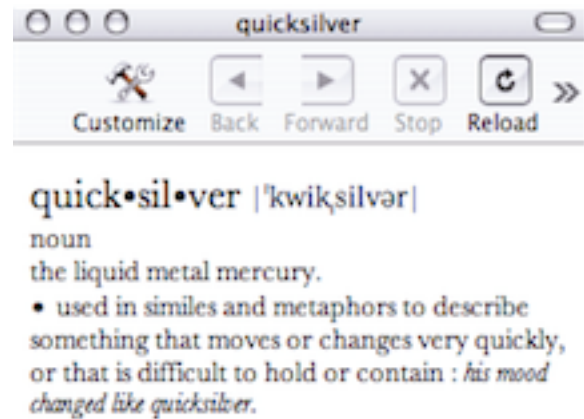 quicksilver
Customize Back Forward Stop Reload »
quick•sil•ver |ˈkwikˌsilvər|
noun
the liquid metal mercury.
• used in similes and metaphors to describe
something that moves or changes very quickly,
or that is difficult to hold or contain : his mood
changed like quicksilver.